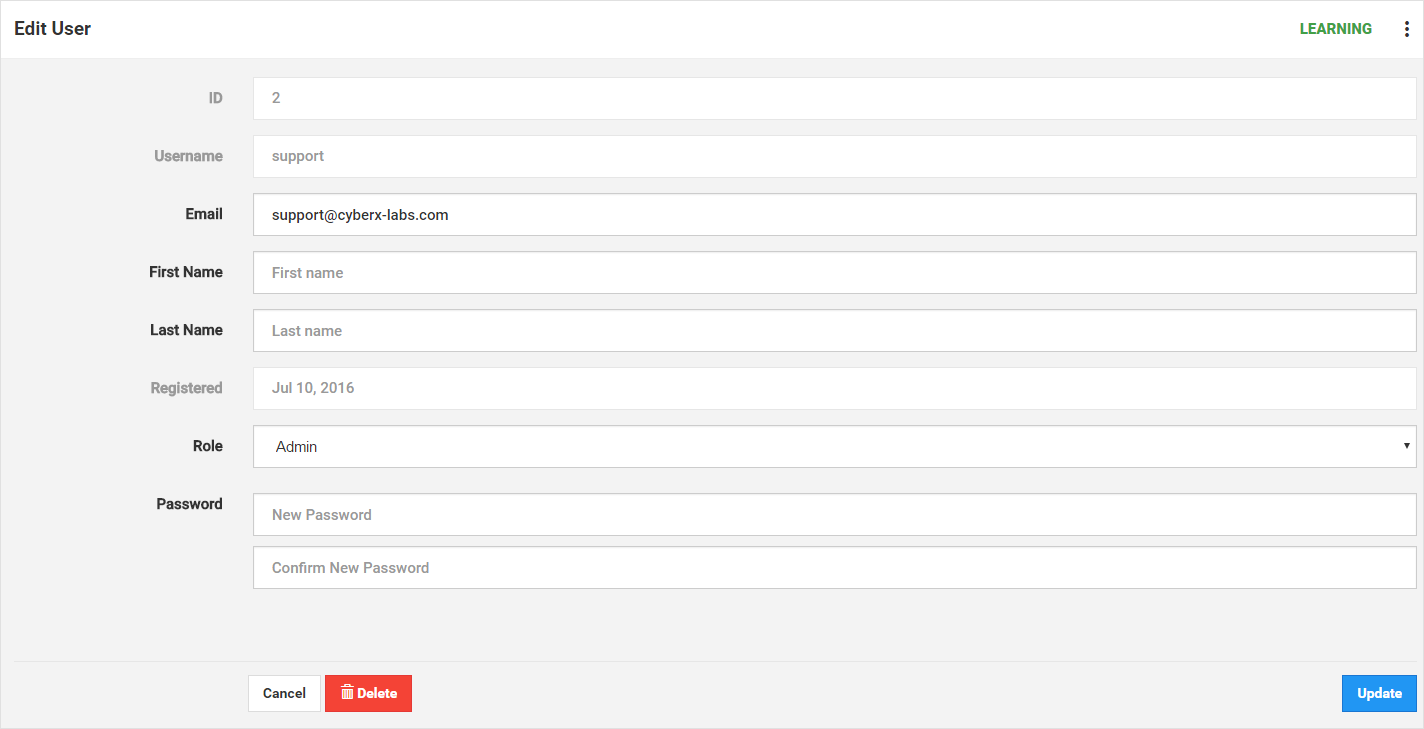 Edit User
LEARNING
ID
2
Username
support
Email
support@cyberx-labs.com
First Name
First name
Last Name
Last name
Registered
Jul 10, 2016
Role
Admin
Password
New Password
Confirm New Password
Cancel
Delete
Update